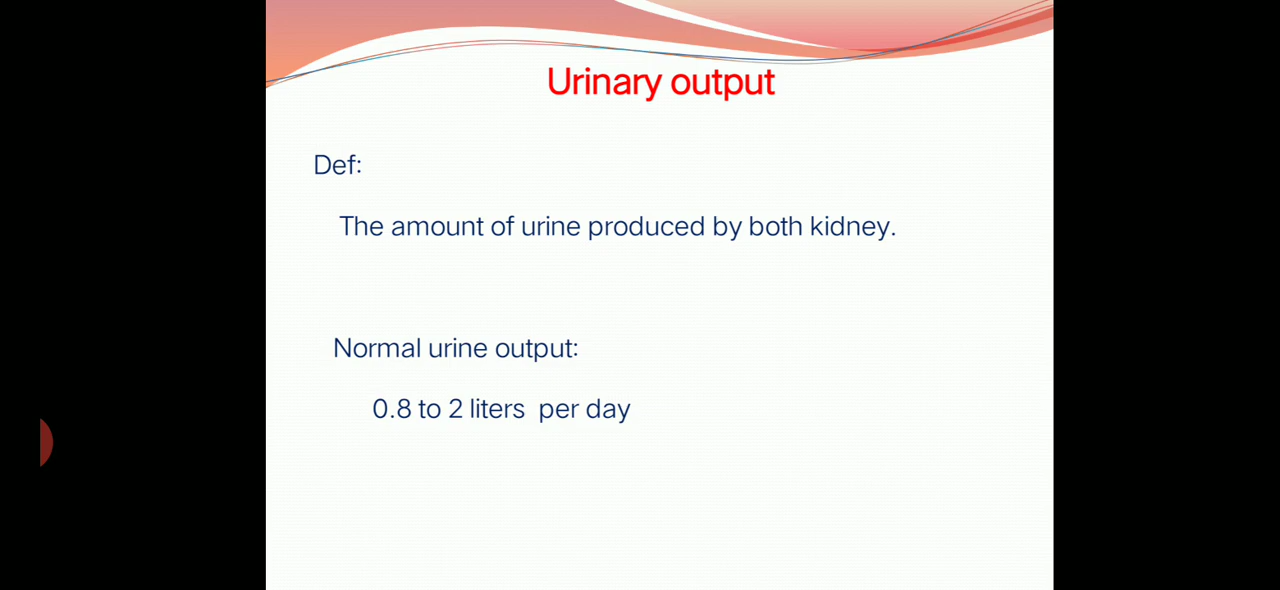 Urinary output
Def:
The amount of urine produced by both kidney.
Normal urine output:
0.8 to 2 liters per day